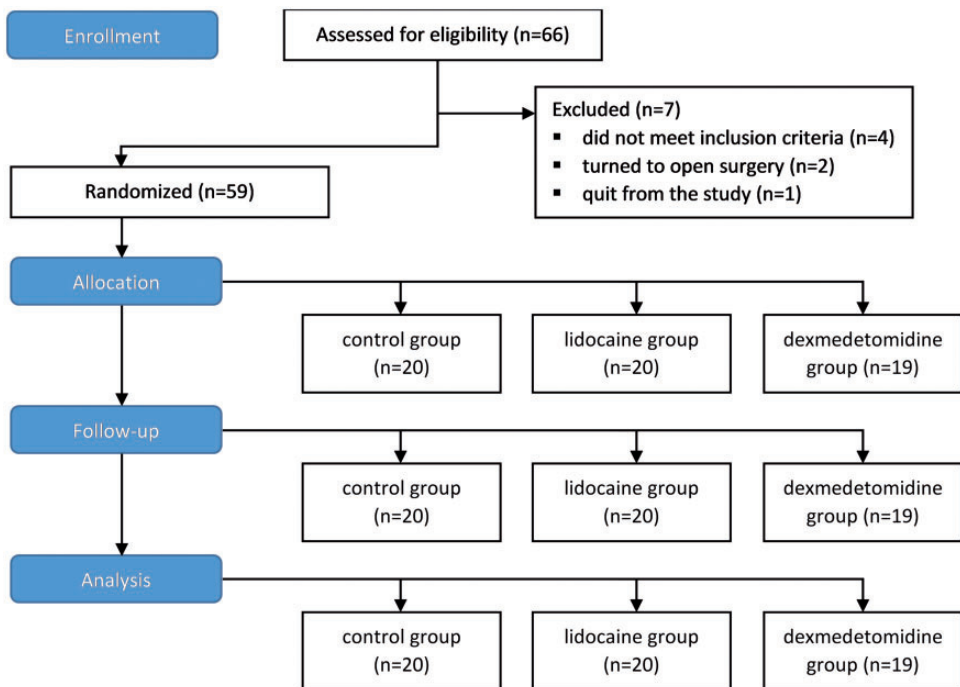 Enrollment
Assessed for eligibility (n=66)
Excluded (n=7)
▪ did not meet inclusion criteria (n=4)
▪ turned to open surgery (n=2)
▪ quit from the study (n=1)
Randomized (n=59)
Allocation
control group
(n=20)
lidocaine group
(n=20)
dexmedetomidine
group (n=19)
Follow-up
control group
(n=20)
lidocaine group
(n=20)
dexmedetomidine
group (n=19)
Analysis
control group
(n=20)
lidocaine group
(n=20)
dexmedetomidine
group (n=19)